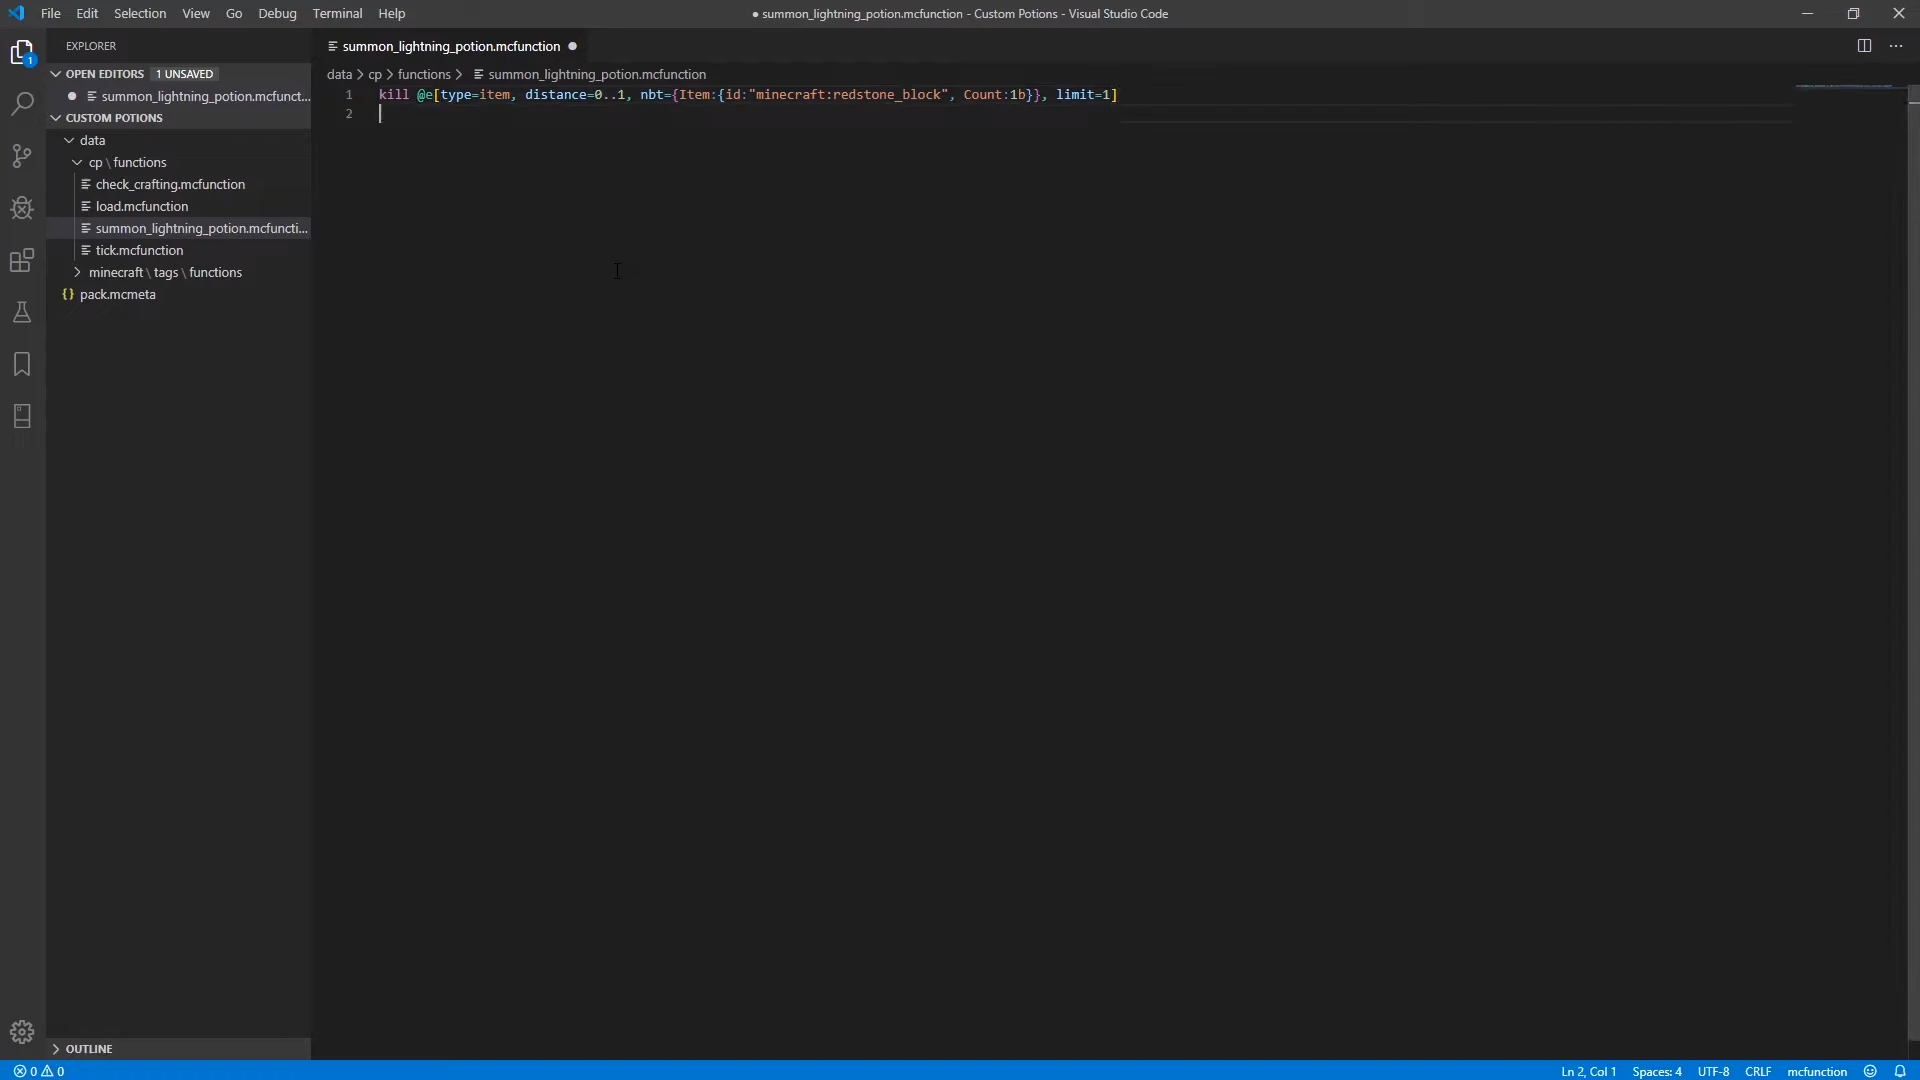 File Edit Selection View Go Debug Terminal Help
● summon_lightning_potion.mcfunction - Custom Potions - Visual Studio Code
EXPLORER
OPEN EDITORS 1 UNSAVED
summon_lightning_potion.mcfunct...
CUSTOM POTIONS
data
cp \ functions
check_crafting.mcfunction
load.mcfunction
summon_lightning_potion.mcfuncti...
tick.mcfunction
minecraft \ tags \ functions
{} pack.mcmeta
OUTLINE
1
summon_lightning_potion.mcfunction ●
data > cp > functions > summon_lightning_potion.mcfunction
1 kill @e[type=item, distance=0..1, nbt={Item:{id:"minecraft:redstone_block", Count:1b}}, limit=1]
2
0 0
Ln 2, Col 1 Spaces: 4 UTF-8 CRLF mcfunction